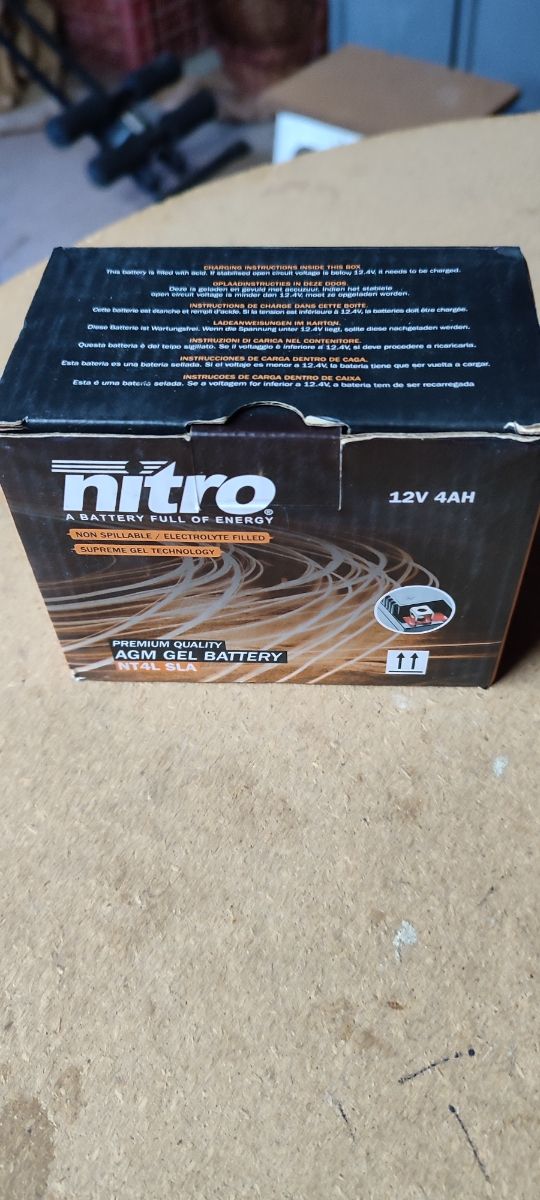 CHARGING INSTRUCTIONS INSIDE THIS BOX
This battery is filled with acid. If stabilised open circuit voltage is below 12.4V, it needs to be charged.
OPLAADINSTRUCTIES IN DEZE DOOS.
Deze is geladen en gevuld met accuzuur. Indien het stabiele
open circuit voltage is minder dan 12.4V, moet ze opgeladen worden.
INSTRUCTIONS DE CHARGE DANS CETTE BOITE.
Cette batterie est étanche et rempli d'acide. Si la tension est inférieure à 12.4V, la batteries doit être chargée.
LADEANWEISUNGEN IM KARTON.
Diese Batterie ist Wartungsfrei. Wenn die Spannung unter 12.4V liegt, sollte diese nachgeladen werden.
INSTRUZIONI DI CARICA NEL CONTENITORE.
Questa batteria è del teipo sigillato. Se il voltaggio è inferiore a 12.4V, si deve procedere a ricaricarla.
INSTRUCCIONES DE CARGA DENTRO DE CAGA.
Esta bateria es una bateria sellada. Si el voltaje es menor a 12.4V, la bateria tiene que ser vuelta a cargar.
INSTRUCOES DE CARGA DENTRO DE CAIXA
Esta é uma bateria selada. Se a voltagem for inferior a 12.4V, a bateria tem de ser recarregada
nitro®
12V 4AH
A BATTERY FULL OF ENERGY
NON SPILLABLE / ELECTROLYTE FILLED
SUPREME GEL TECHNOLOGY
PREMIUM QUALITY
AGM GEL BATTERY
NT4L SLA